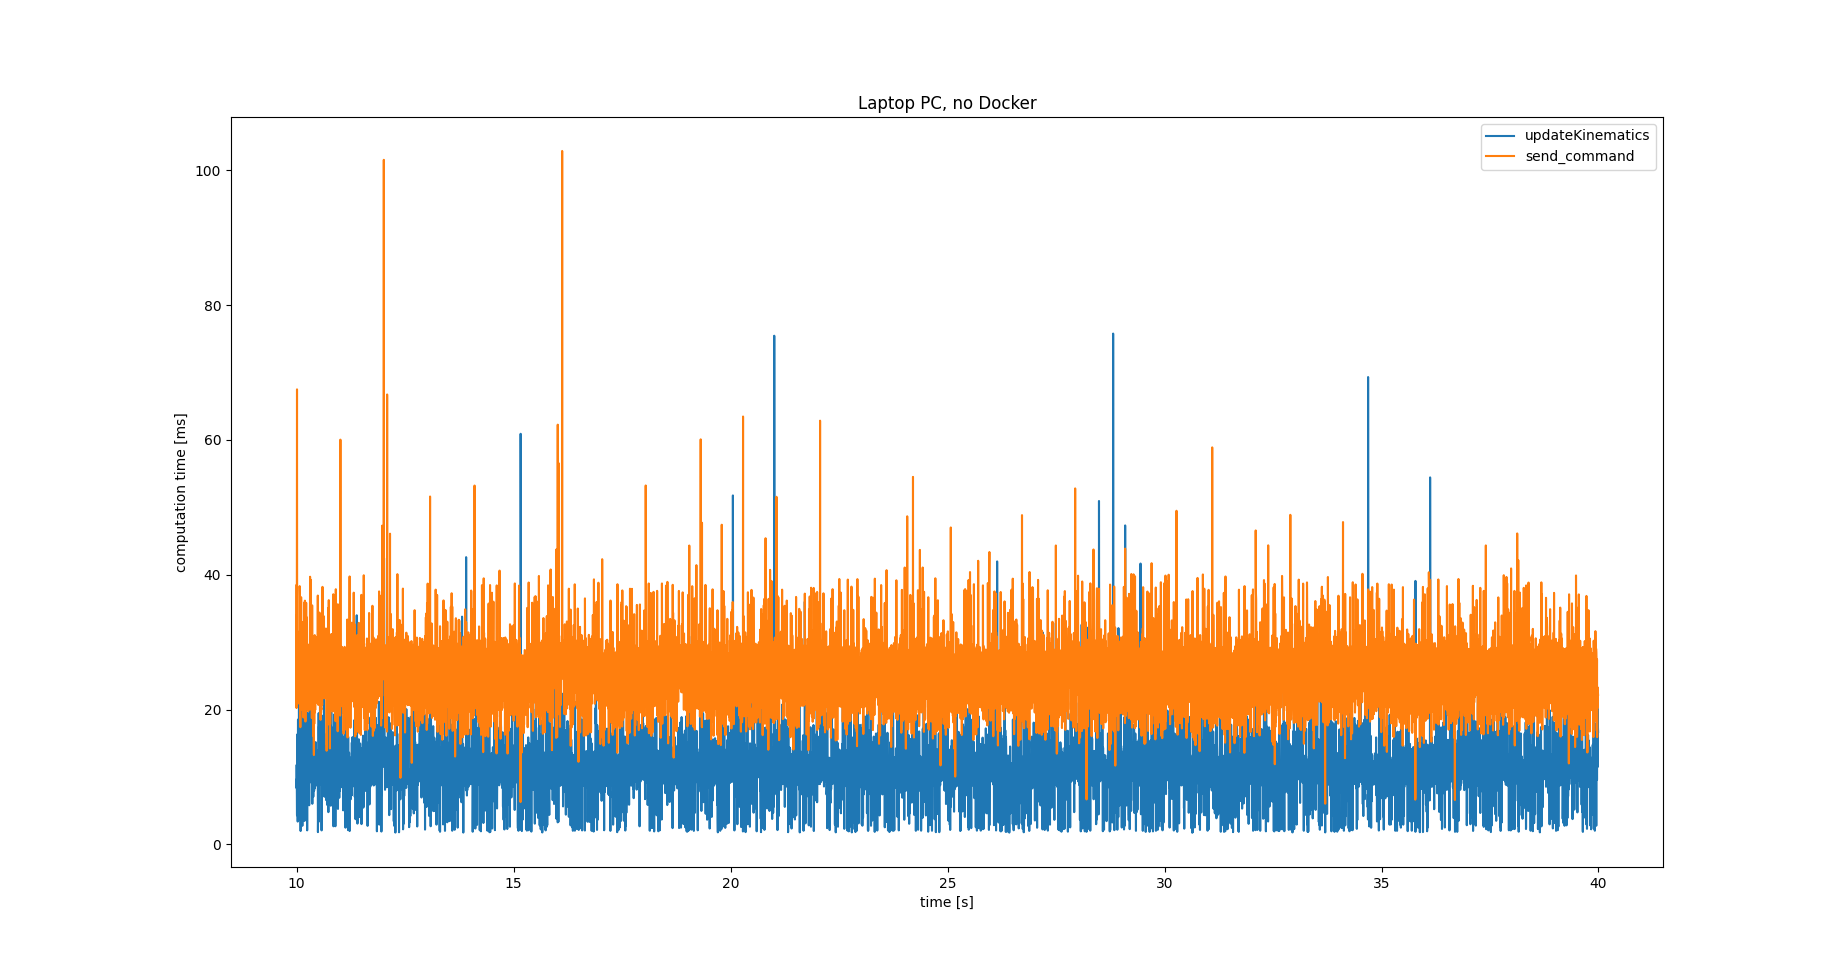 Laptop PC, no Docker
updateKinematics
send_command
computation time [ms]
100
80
60
40
20
0
10 15 20 25 30 35 40
time [s]